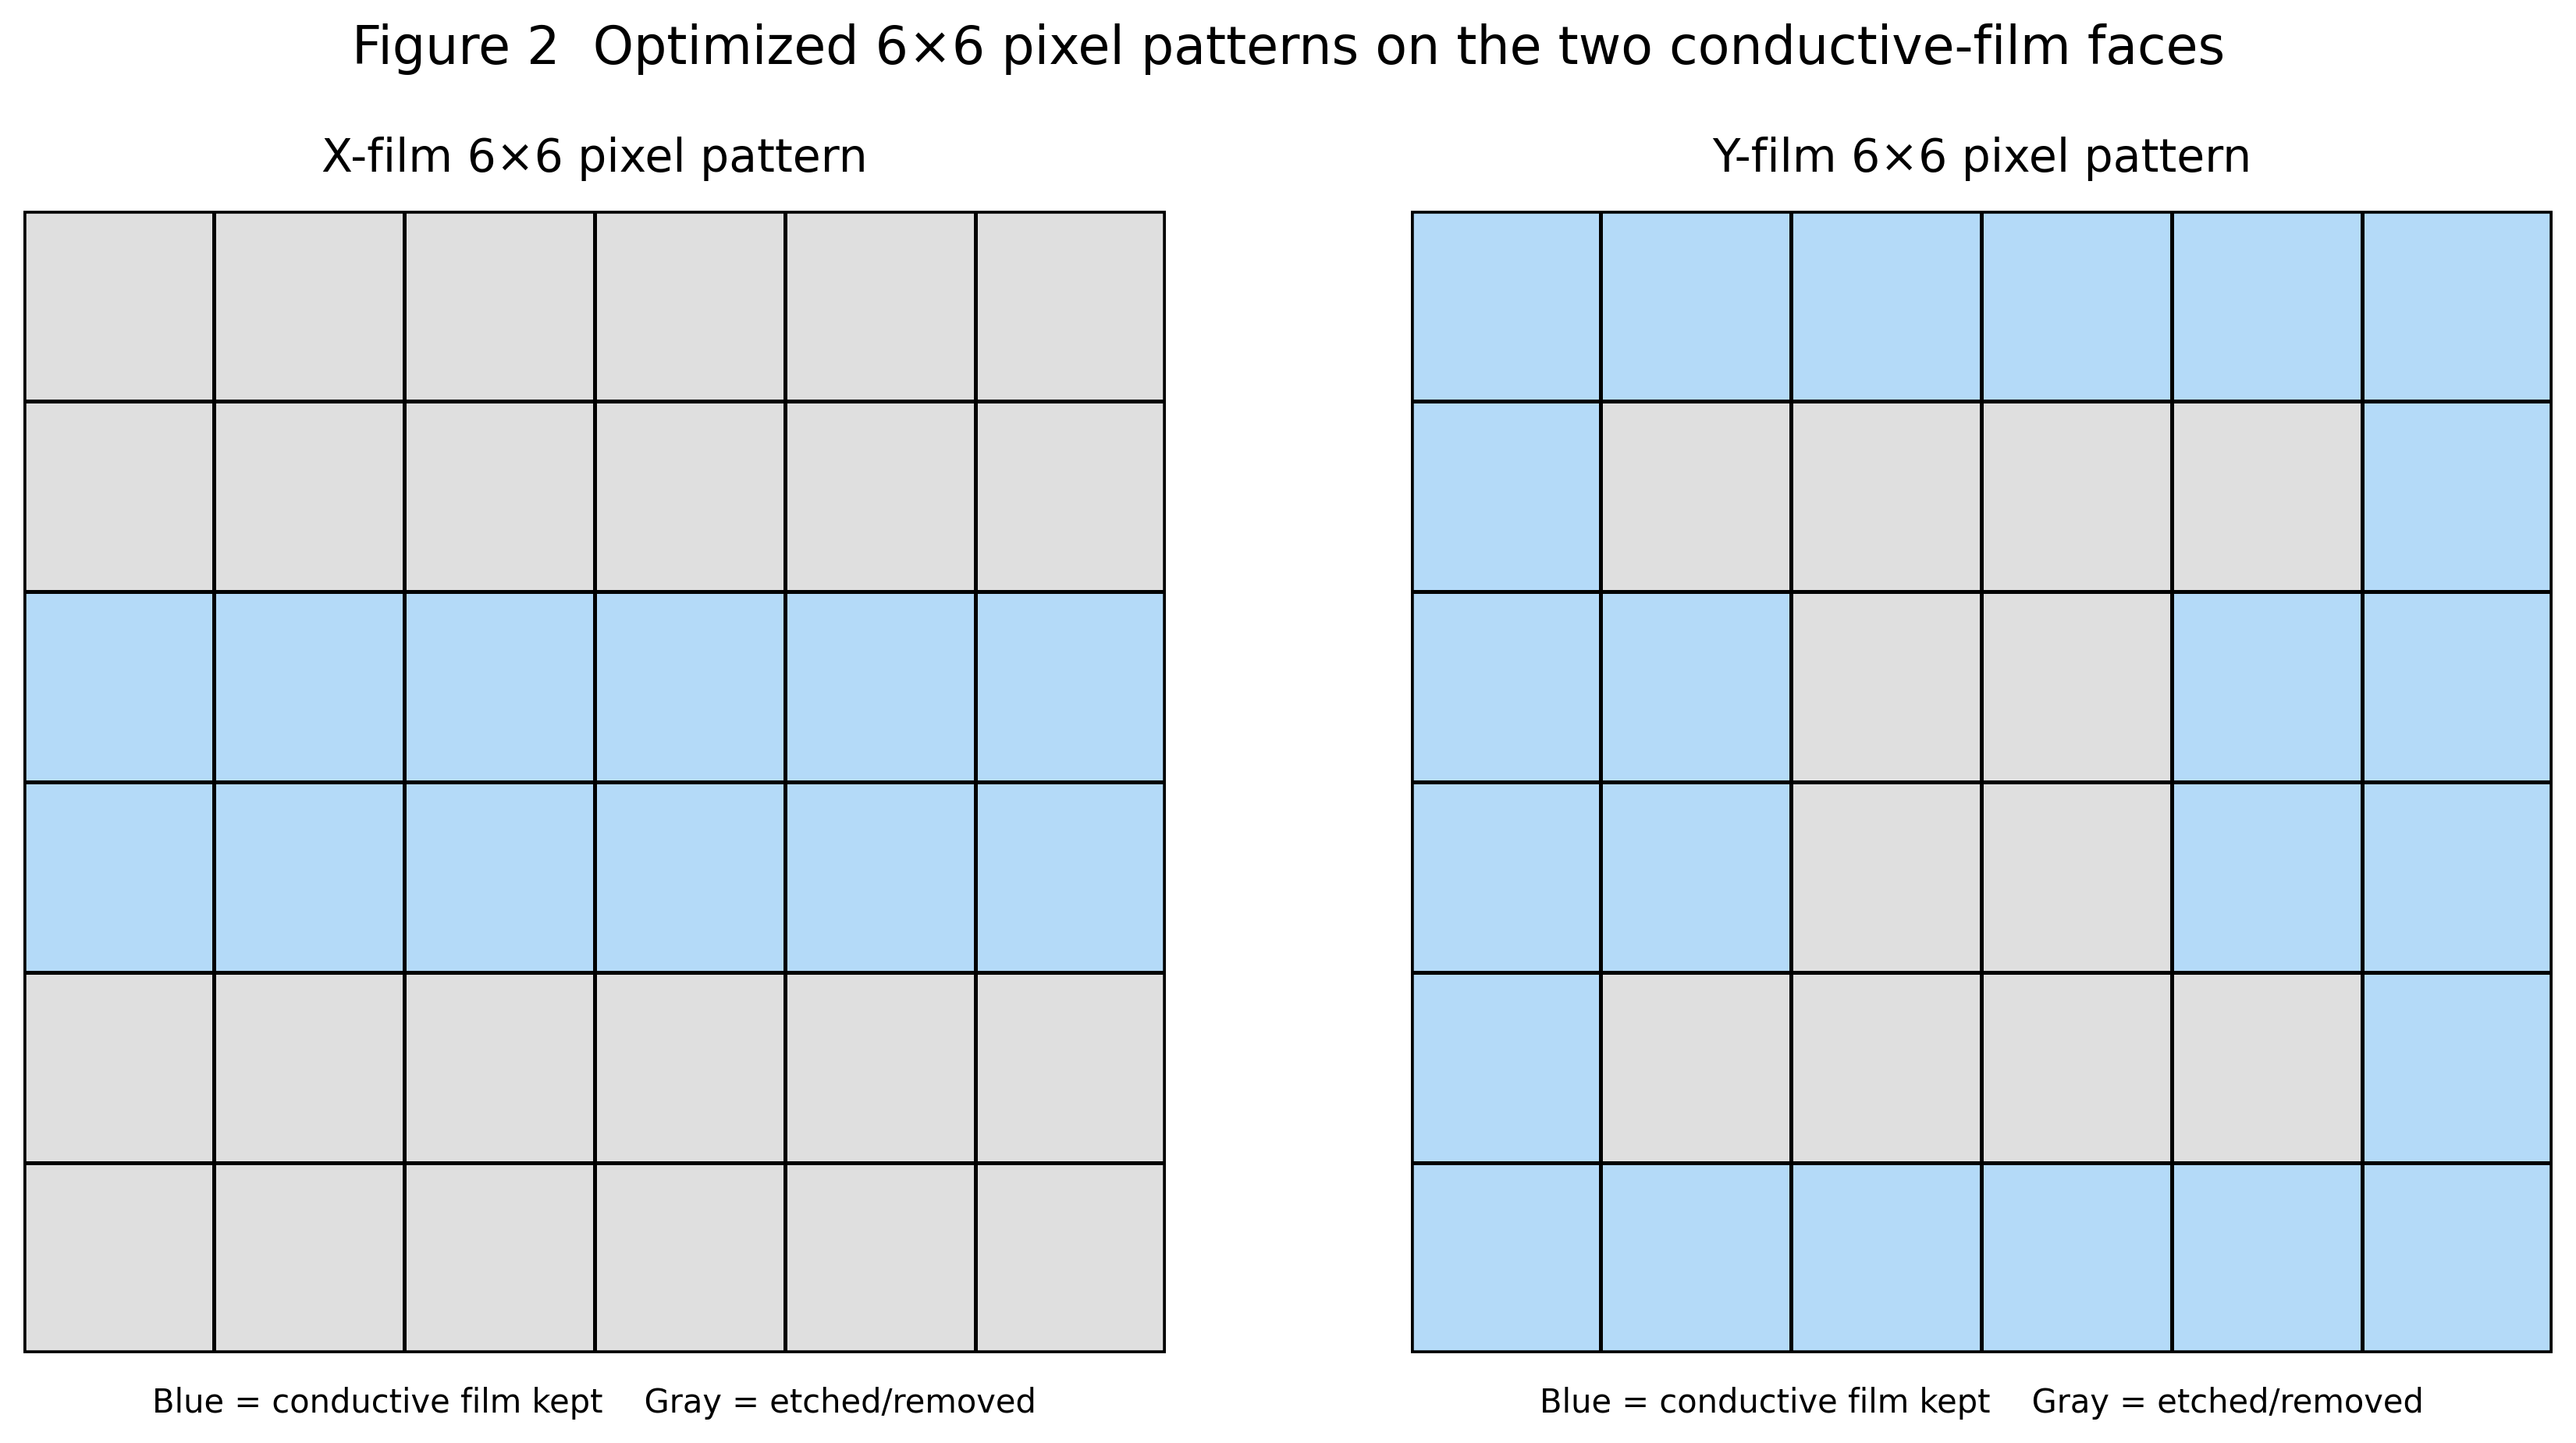 Figure 2  Optimized 6×6 pixel patterns on the two conductive-film faces
X-film 6×6 pixel pattern
Y-film 6×6 pixel pattern
Blue = conductive film kept    Gray = etched/removed
Blue = conductive film kept    Gray = etched/removed